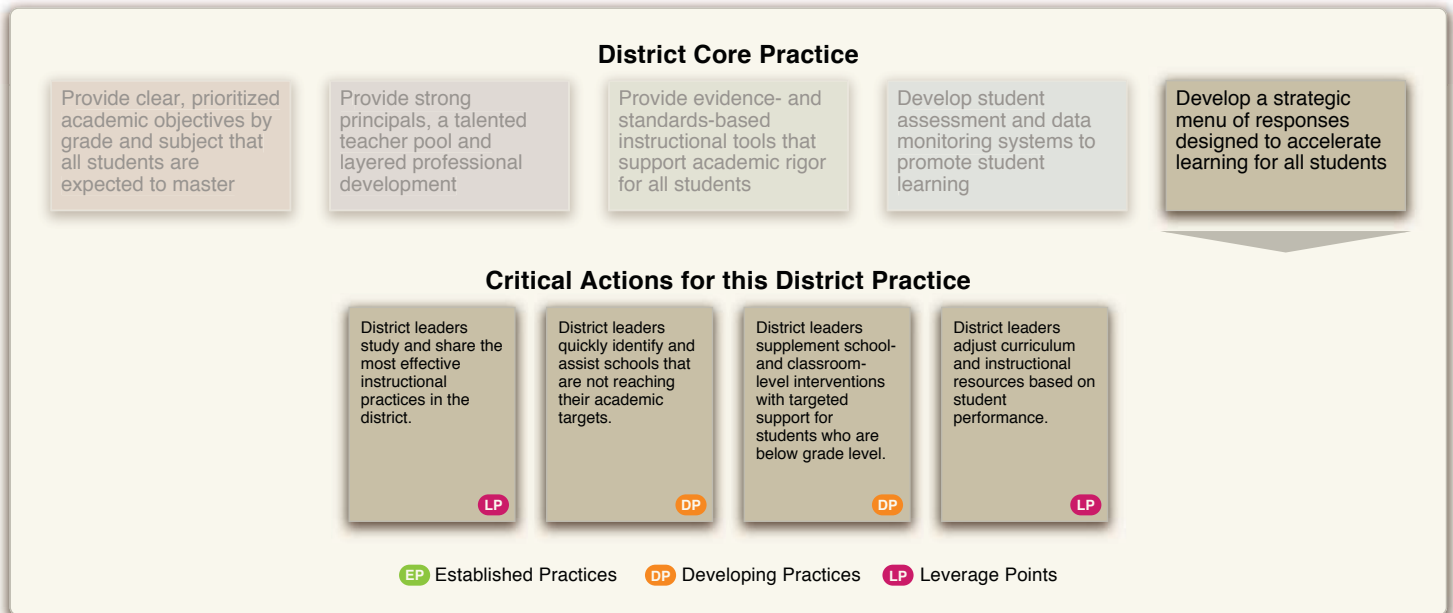 District Core Practice
Provide clear, prioritized
academic objectives by
grade and subject that
all students are
expected to master
Provide strong
principals, a talented
teacher pool and
layered professional
development
Provide evidence- and
standards-based
instructional tools that
support academic rigor
for all students
Develop student
assessment and data
monitoring systems to
promote student
learning
Develop a strategic
menu of responses
designed to accelerate
learning for all students
Critical Actions for this District Practice
District leaders
study and share the
most effective
instructional
practices in the
district.
LP
District leaders
quickly identify and
assist schools that
are not reaching
their academic
targets.
DP
District leaders
supplement school-
and classroom-
level interventions
with targeted
support for
students who are
below grade level.
DP
District leaders
adjust curriculum
and instructional
resources based on
student
performance.
LP
EP Established Practices DP Developing Practices LP Leverage Points